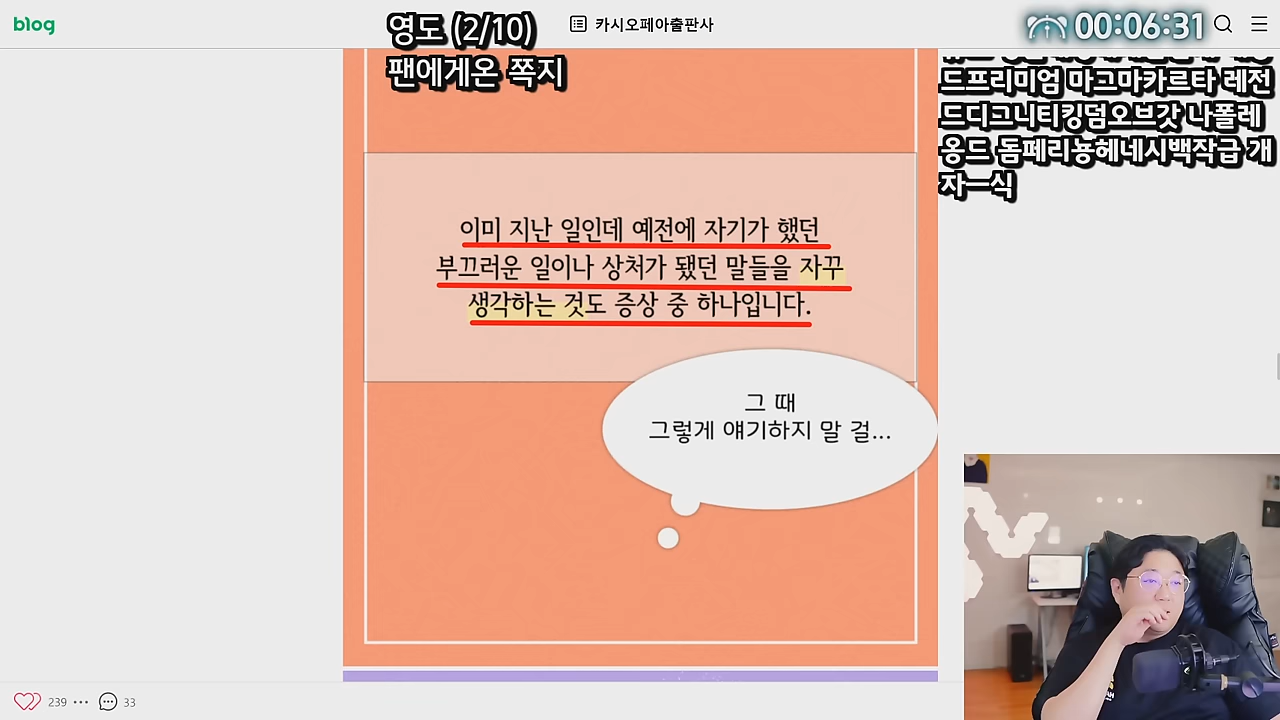 blog
영도 (2/10)
팬에게온 쪽지
카시오페아출판사
00:06:31
드프리미엄 마그마카르타 레전
드디그니티킹덤오브갓 나폴레
옹드 돔페리뇽헤네시백작급 개
자ㅡ식
이미 지난 일인데 예전에 자기가 했던
부끄러운 일이나 상처가 됐던 말들을 자꾸
생각하는 것도 증상 중 하나입니다.
그 때
그렇게 얘기하지 말 걸...
239
33